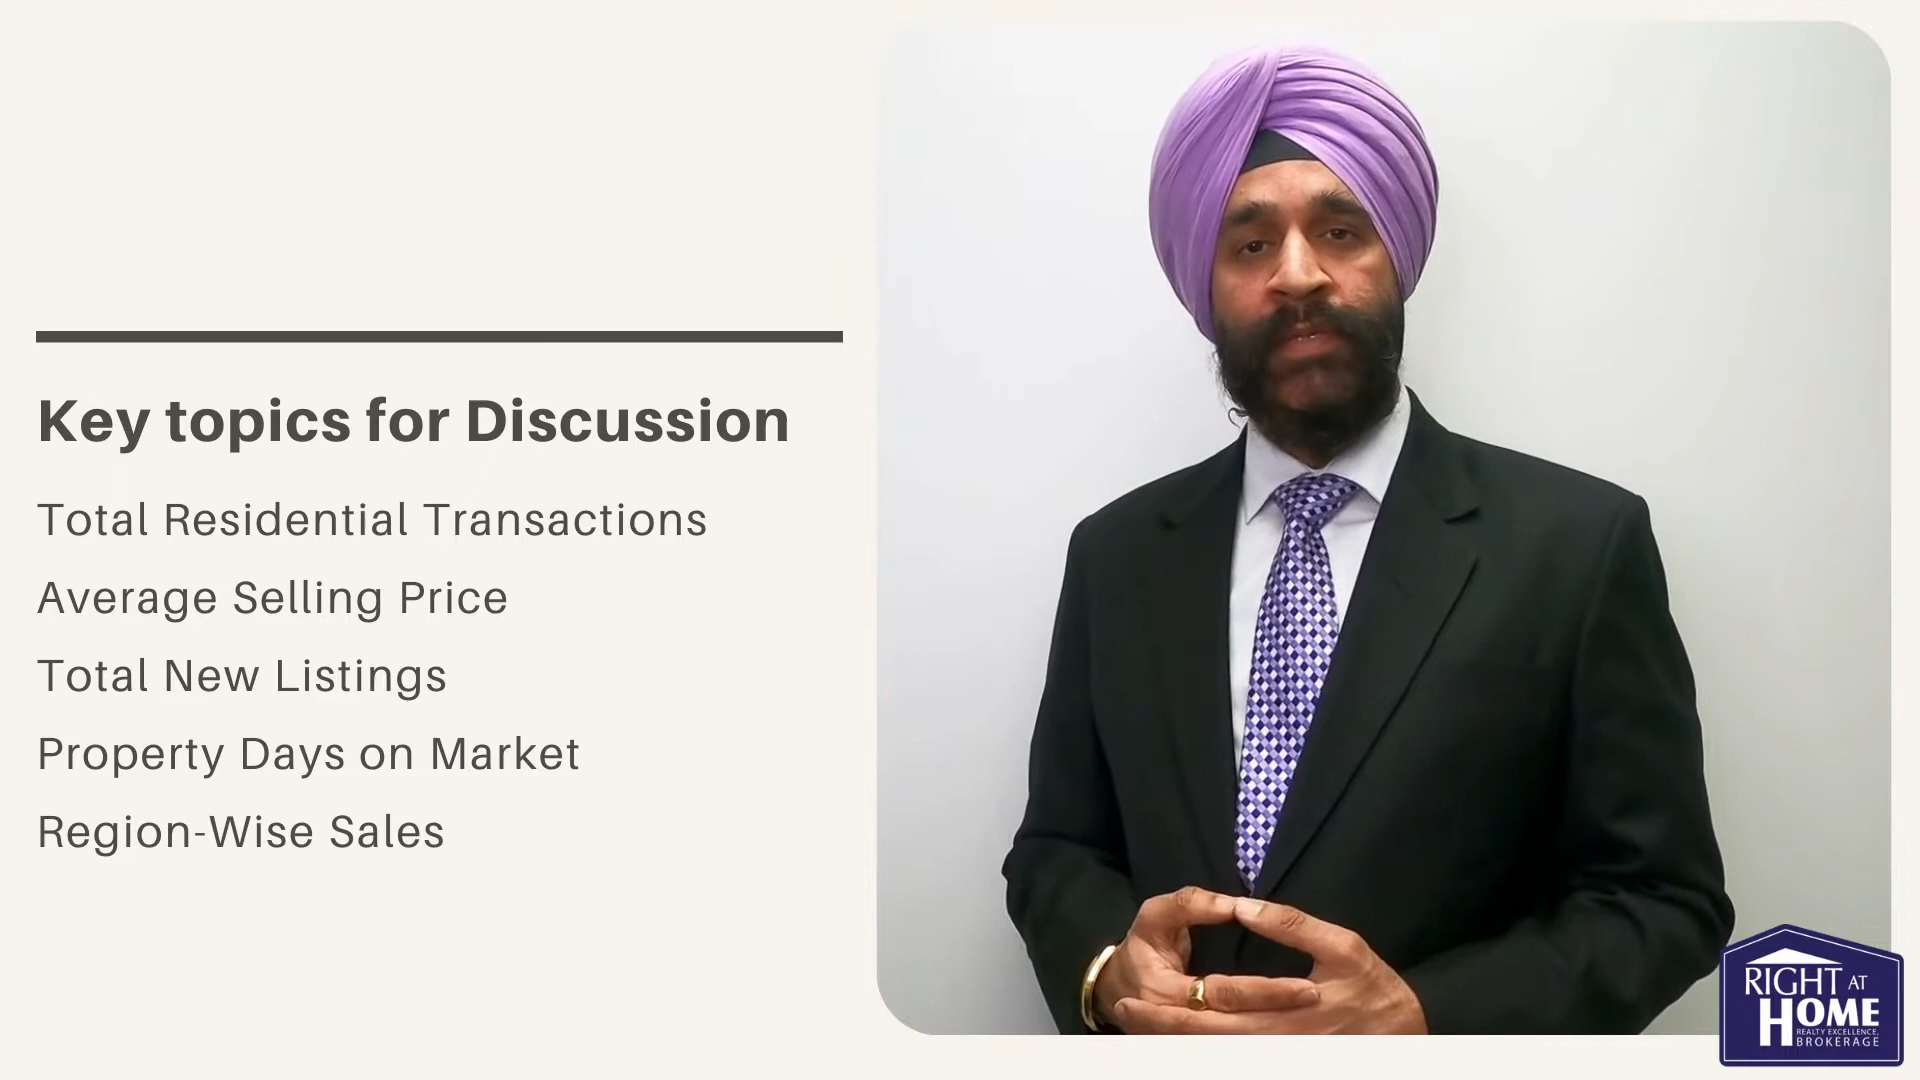 Key topics for Discussion
Total Residential Transactions
Average Selling Price
Total New Listings
Property Days on Market
Region-Wise Sales
RIGHT AT
HOME
REALTY EXCELLENCE,
BROKERAGE